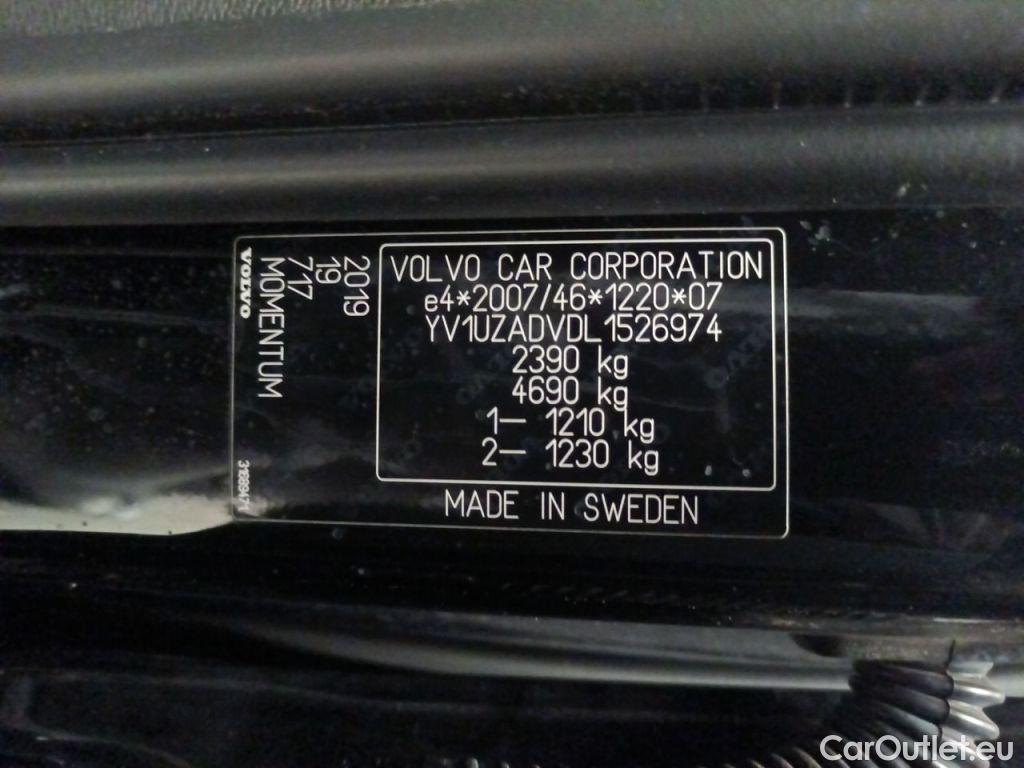 VOLVO CAR CORPORATION
e4*2007/46*1220*07
YV1UZADVDL1526974
2390 kg
4690 kg
1– 1210 kg
2– 1230 kg
MADE IN SWEDEN
2019
19
717
MOMENTUM
VOLVO
CarOutlet.eu